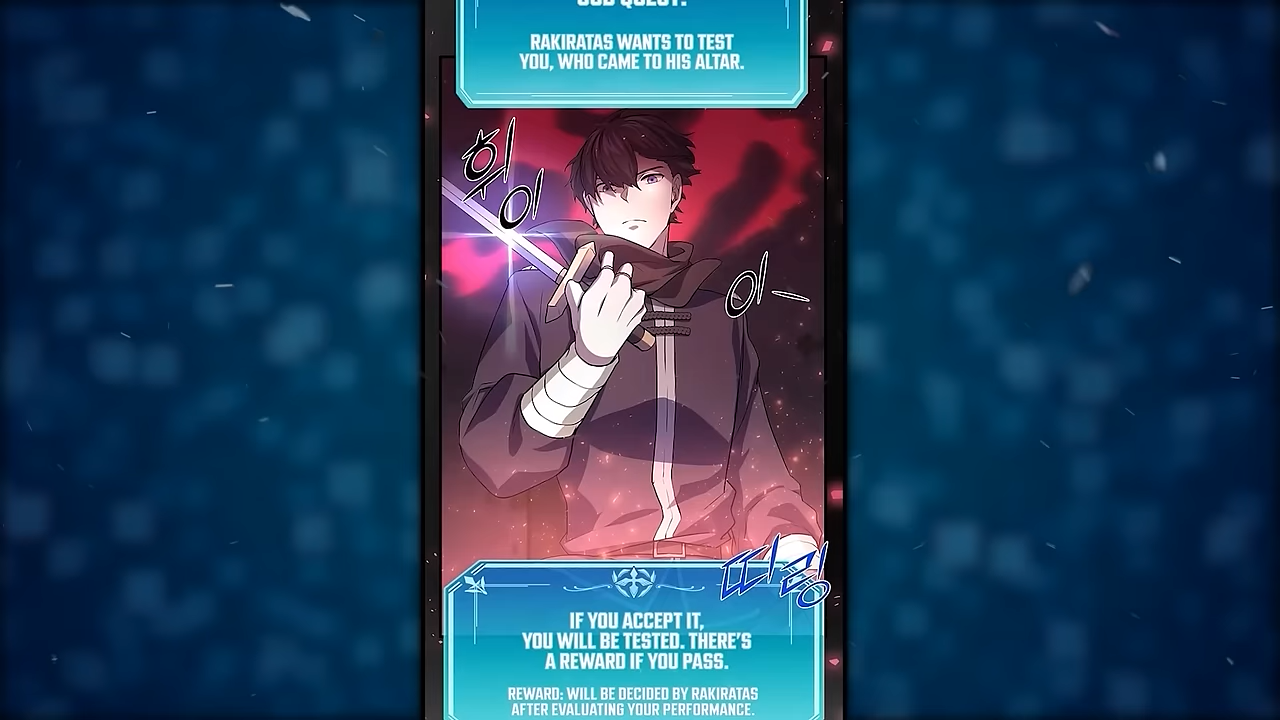 GOD QUEST!
RAKIRATAS WANTS TO TEST
YOU, WHO CAME TO HIS ALTAR.
휘
이
이
띠링
IF YOU ACCEPT IT,
YOU WILL BE TESTED. THERE'S
A REWARD IF YOU PASS.
REWARD: WILL BE DECIDED BY RAKIRATAS
AFTER EVALUATING YOUR PERFORMANCE.